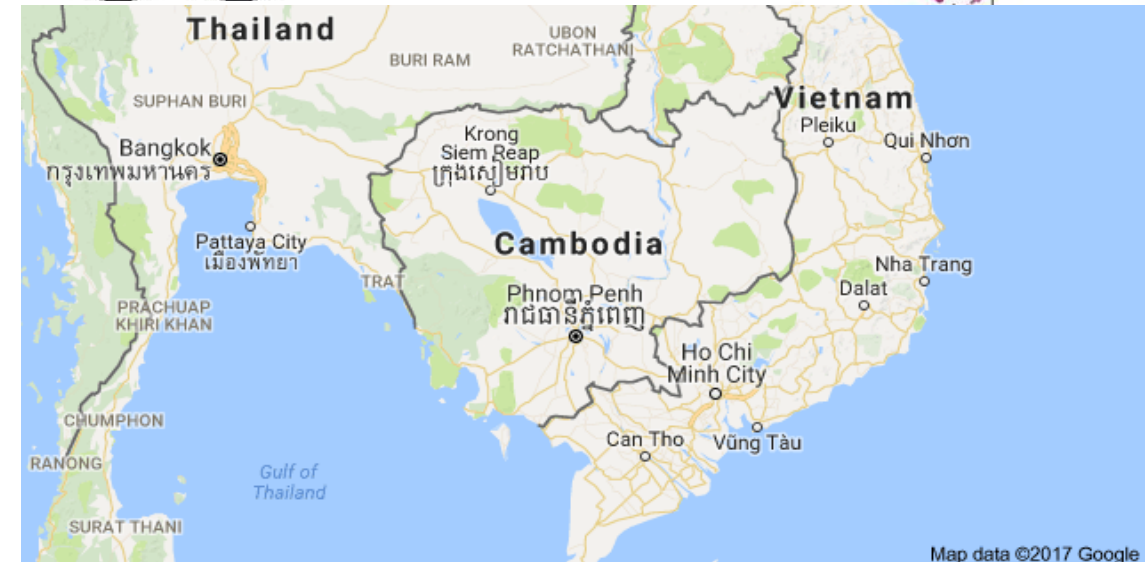 Thailand
UBON
RATCHATHANI
BURI RAM
SUPHAN BURI
Vietnam
Pleiku
Krong
Siem Reap
ក្រុងសៀមរាប
Qui Nhơn
Bangkok
กรุงเทพมหานคร
Pattaya City
เมืองพัทยา
Cambodia
TRAT
Nha Trang
Dalat
Phnom Penh
រាជធានីភ្នំពេញ
PRACHUAP
KHIRI KHAN
Ho Chi
Minh City
CHUMPHON
Can Tho
Vũng Tàu
RANONG
Gulf of
Thailand
SURAT THANI
Map data ©2017 Google